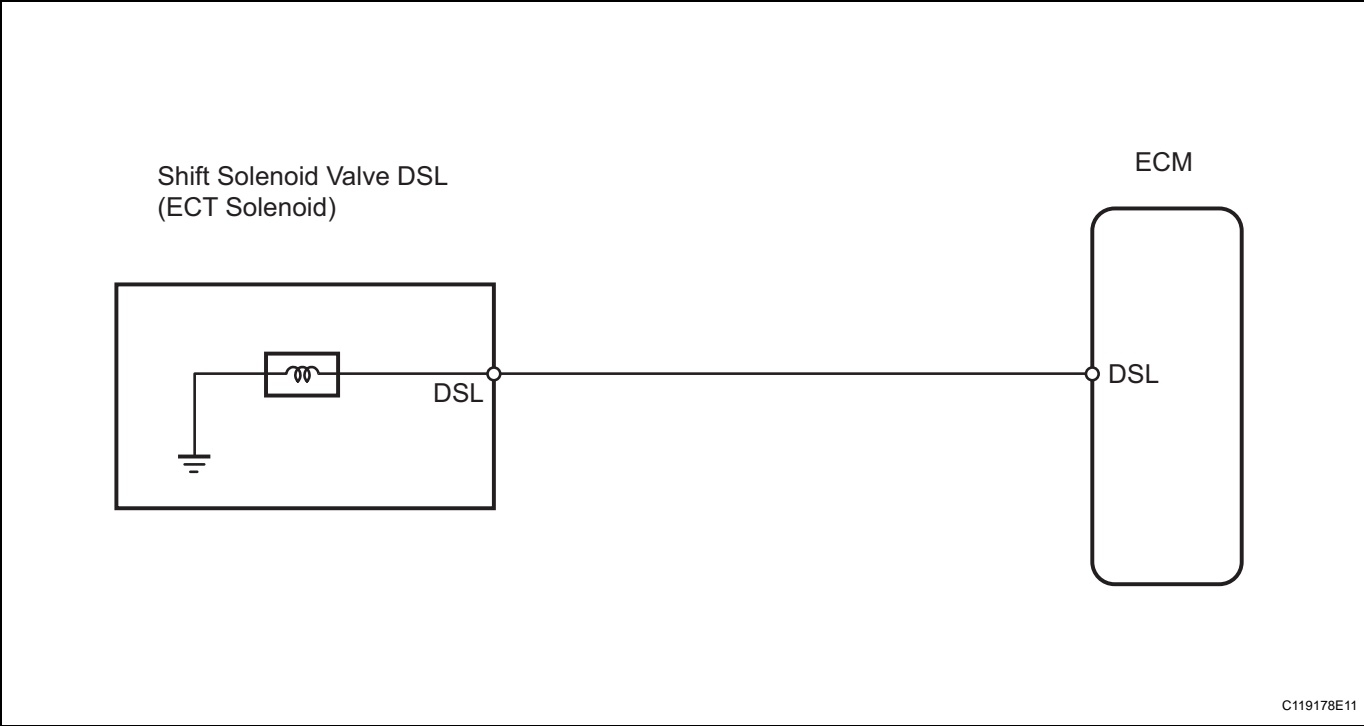 Shift Solenoid Valve DSL
(ECT Solenoid)
ECM
DSL
DSL
C119178E11